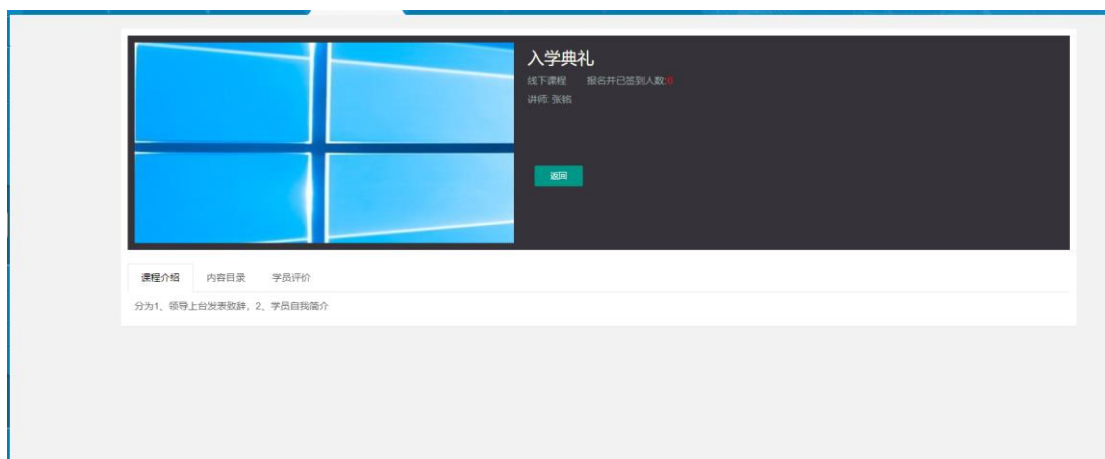 入学典礼
线下课程 报名并已签到人数:0
讲师: 张铭
返回
课程介绍 内容目录 学员评价
分为1、领导上台发表致辞，2、学员自我简介